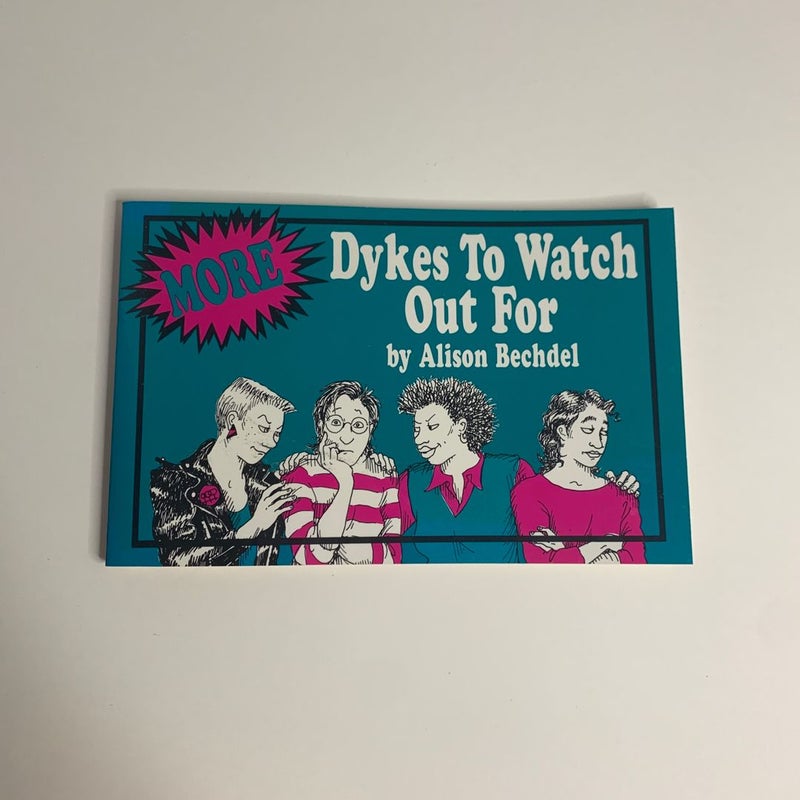 MORE
Dykes To Watch
Out For
by Alison Bechdel